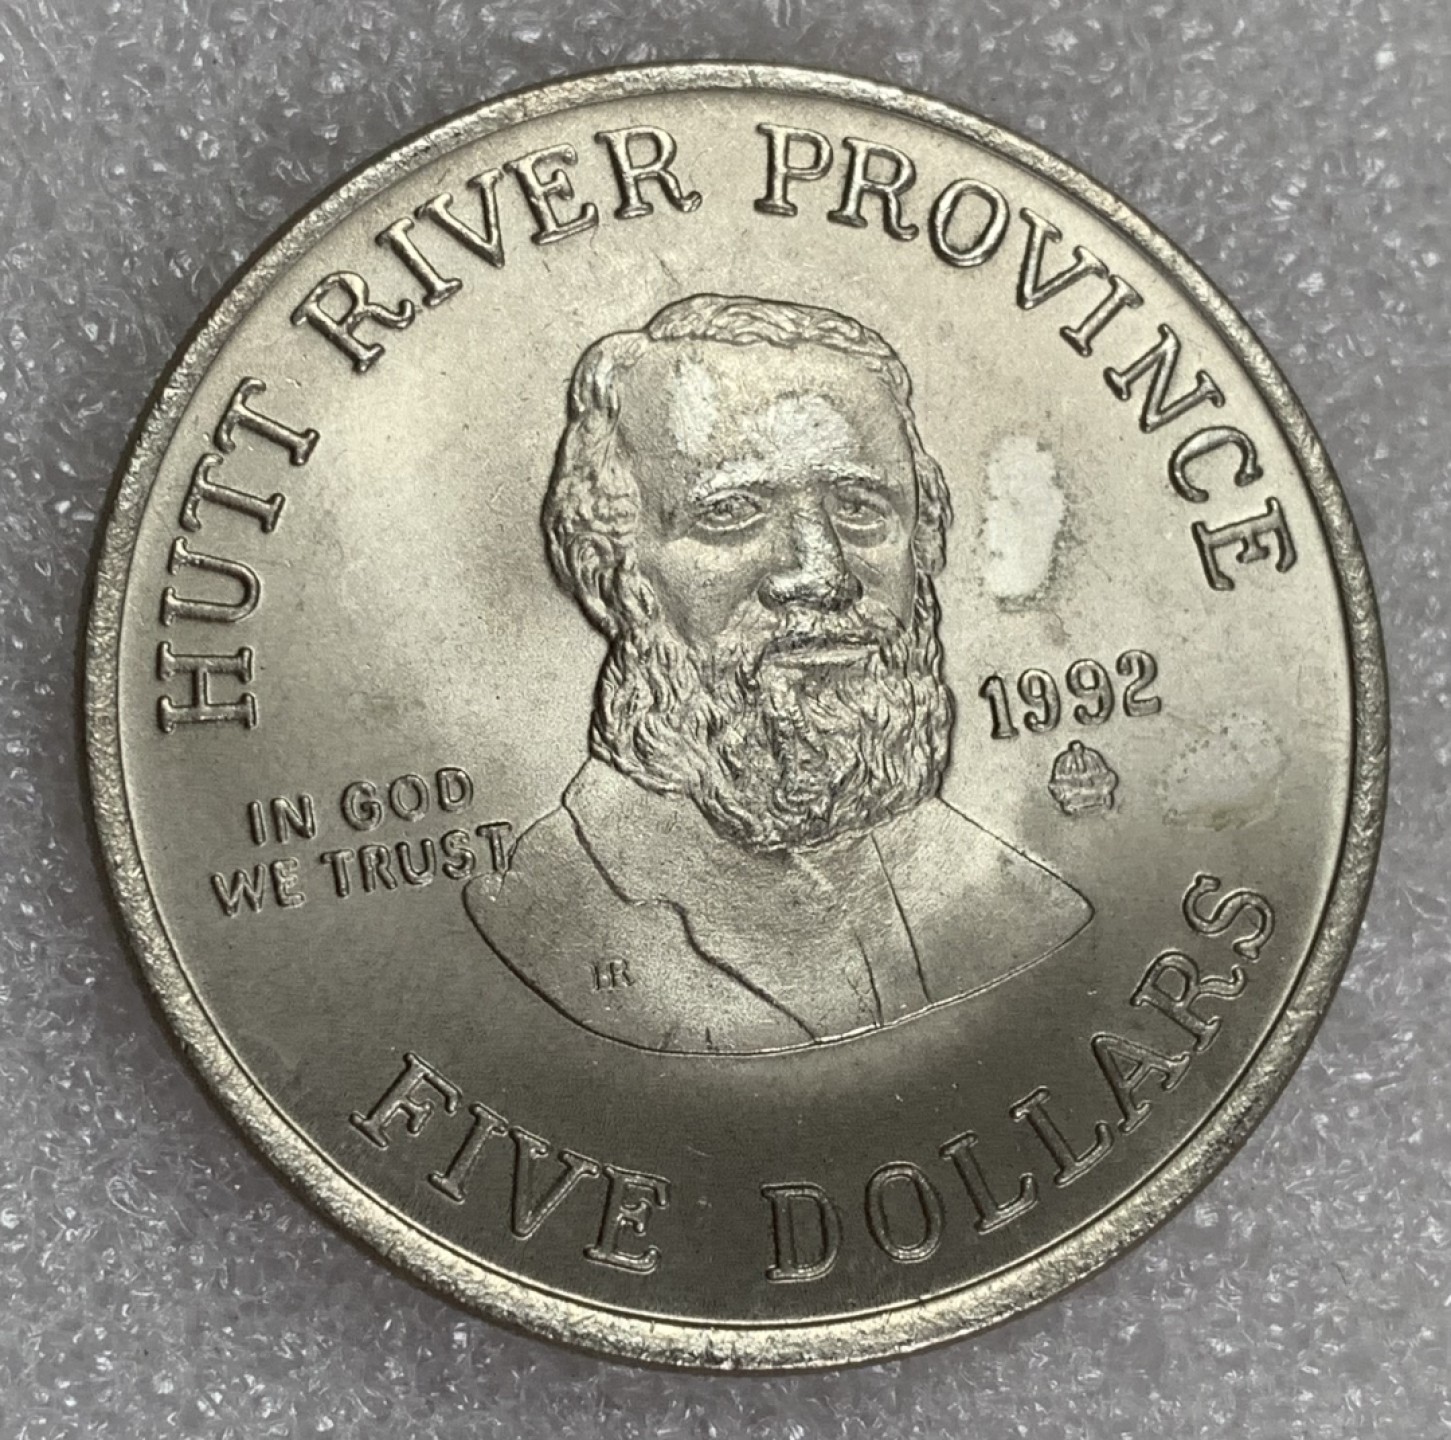 HUTT RIVER PROVINCE
1992
IN GOD
WE TRUST
FIVE DOLLARS